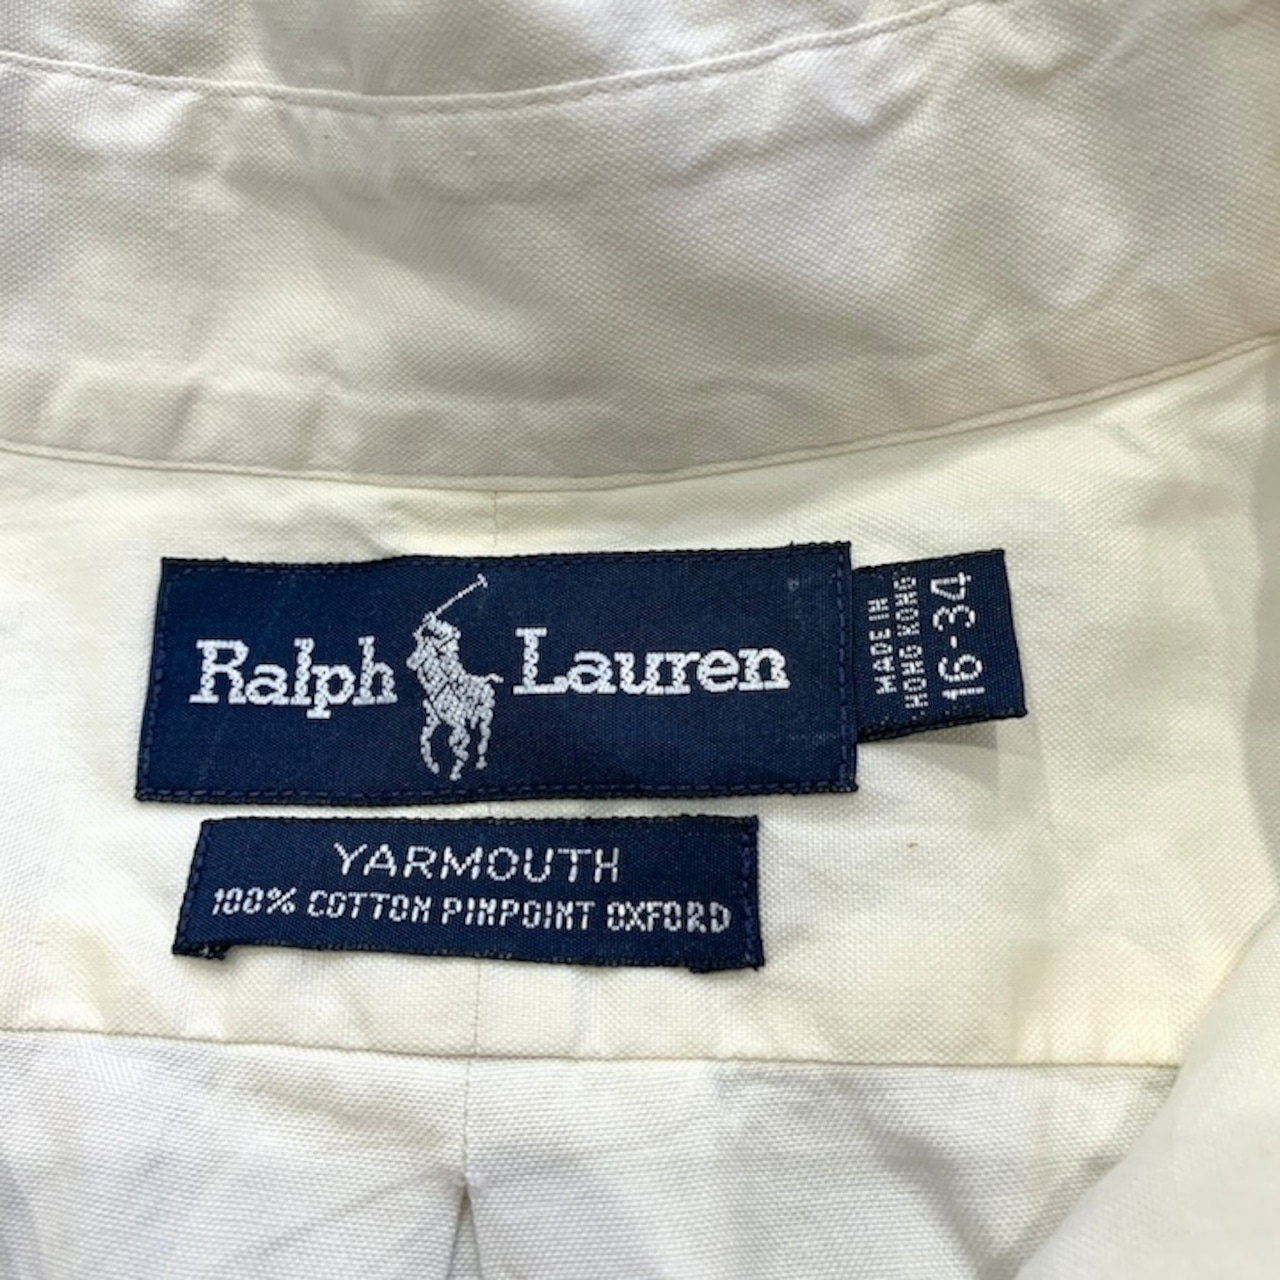 Ralph Lauren
MADE IN
HONG KONG
16-34
YARMOUTH
100% COTTON PINPOINT OXFORD